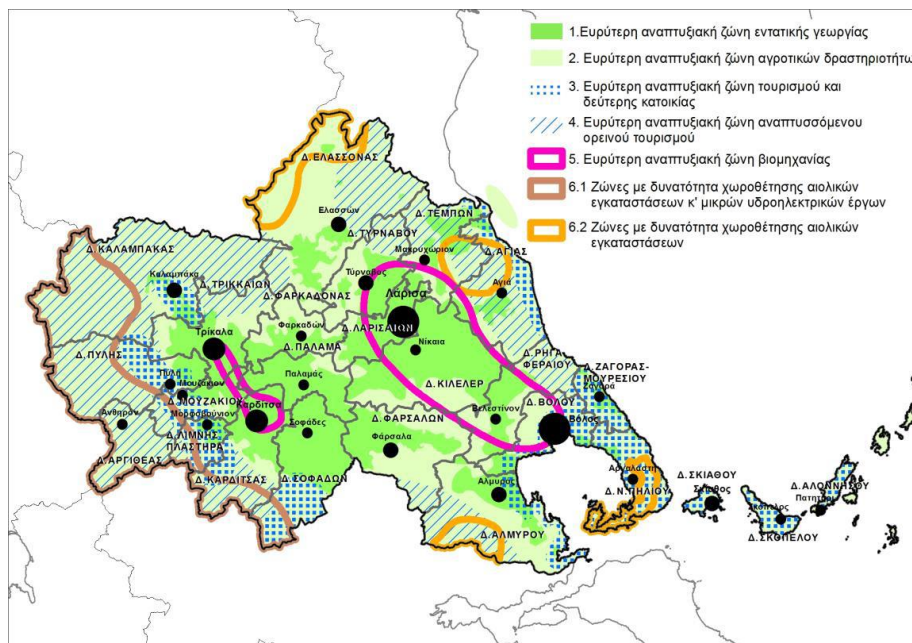 1.Ευρύτερη αναπτυξιακή ζώνη εντατικής γεωργίας
2. Ευρύτερη αναπτυξιακή ζώνη αγροτικών δραστηριοτήτω
3. Ευρύτερη αναπτυξιακή ζώνη τουρισμού και
δεύτερης κατοικίας
4. Ευρύτερη αναπτυξιακή ζώνη αναπτυσσόμενου
ορεινού τουρισμού
5. Ευρύτερη αναπτυξιακή ζώνη βιομηχανίας
6.1 Ζώνες με δυνατότητα χωροθέτησης αιολικών
εγκαταστάσεων κ' μικρών υδροηλεκτρικών έργων
6.2 Ζώνες με δυνατότητα χωροθέτησης αιολικών
εγκαταστάσεων
Δ.ΕΛΑΣΣΟΝΑΣ
Ελασσών
Δ.ΤΕΜΠΩΝ
Δ.ΤΥΡΝΑΒΟΥ
Μακρυχώριον
Δ.ΑΓΙΑΣ
Δ.ΚΑΛΑΜΠΑΚΑΣ
Καλαμπάκα
Δ.ΤΡΙΚΚΑΙΩΝ
Τύρναβος
Αγιά
Δ.ΦΑΡΚΑΔΟΝΑΣ
Λάρισα
Φαρκαδών
Δ.ΛΑΡΙΣΑΙΩΝ
Τρίκαλα
Νίκαια
Δ.ΠΑΛΑΜΑ
Δ.ΠΥΛΗΣ
Δ.ΡΗΓΑ
ΦΕΡΑΙΟΥ
Δ.ΖΑΓΟΡΑΣ-
ΜΟΥΡΕΣΙΟΥ
Πύλη
Μουζάκιον
Παλαμάς
Δ.ΚΙΛΕΛΕΡ
Ζαγορά
Δ.ΜΟΥΖΑΚΙΟΥ
Καρδίτσα
Δ.ΒΟΛΟΥ
Ανθηρόν
Μορφοβούνιον
Σοφάδες
Δ.ΦΑΡΣΑΛΩΝ
Βελεστίνον
Βόλος
Δ.ΛΙΜΝΗΣ
ΠΛΑΣΤΗΡΑ
Φάρσαλα
Δ.ΑΡΓΙΘΕΑΣ
Δ.ΚΑΡΔΙΤΣΑΣ
Δ.ΣΟΦΑΔΩΝ
Αλμυρός
Αργαλαστή
Δ.Ν.ΠΗΛΙΟΥ
Δ.ΣΚΙΑΘΟΥ
Σκιάθος
Δ.ΑΛΟΝΝΗΣΟΥ
Σκόπελος
Δ.ΣΚΟΠΕΛΟΥ
Δ.ΑΛΜΥΡΟΥ